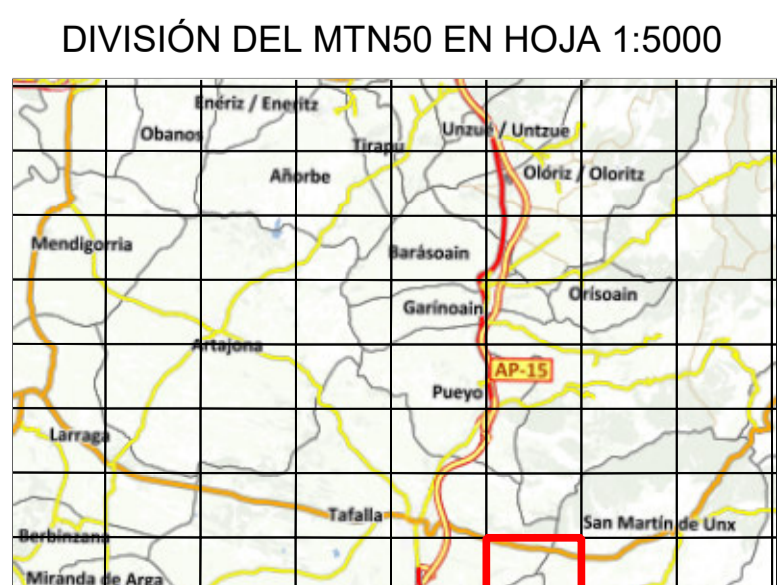 DIVISIÓN DEL MTN50 EN HOJA 1:5000
Enériz / Eneritz
Obanos
Tirapu
Unzué / Untzue
Añorbe
Olóriz / Oloritz
Mendigorria
Barásoain
Orisoain
Garínoain
Artajona
AP-15
Pueyo
Larraga
Tafalla
San Martín de Unx
Berbinzana
Miranda de Arga